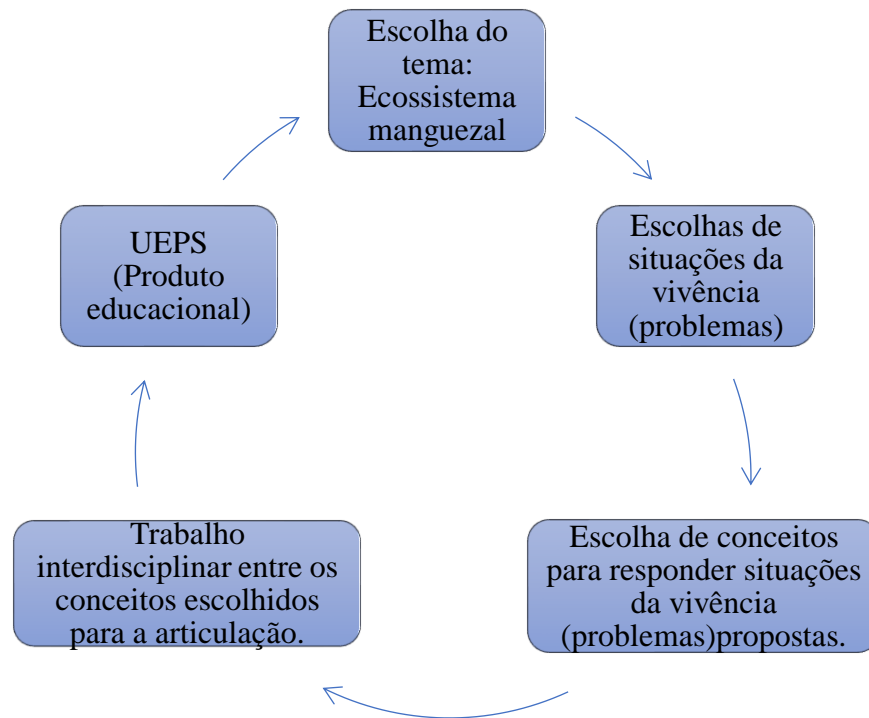 Escolha do
tema:
Ecossistema
manguezal
Escolhas de
situações da
vivência
(problemas)
Escolha de conceitos
para responder situações
da vivência
(problemas)propostas.
Trabalho
interdisciplinar entre os
conceitos escolhidos
para a articulação.
UEPS
(Produto
educacional)